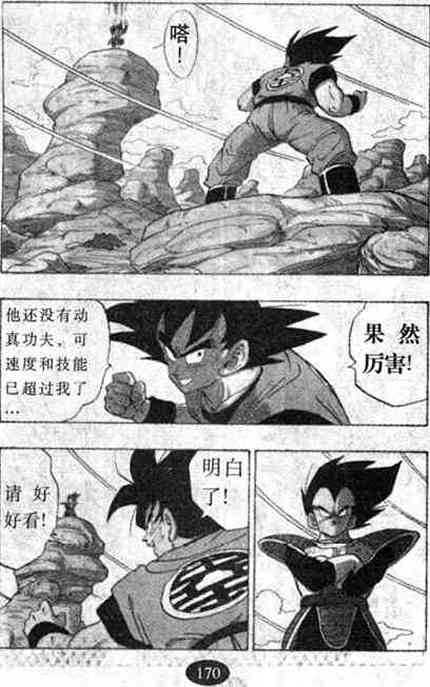 嗒!
果 然
厉害!
他还没有动
真功夫，可
速度和技能
已超过我了
…
明白
了!
请 好
好看!
170